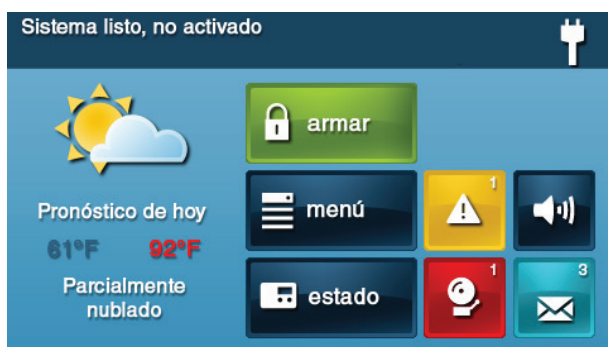 Sistema listo, no activado
armar
Pronóstico de hoy
61°F 92°F
Parcialmente
nublado
menú
1
estado
1
3